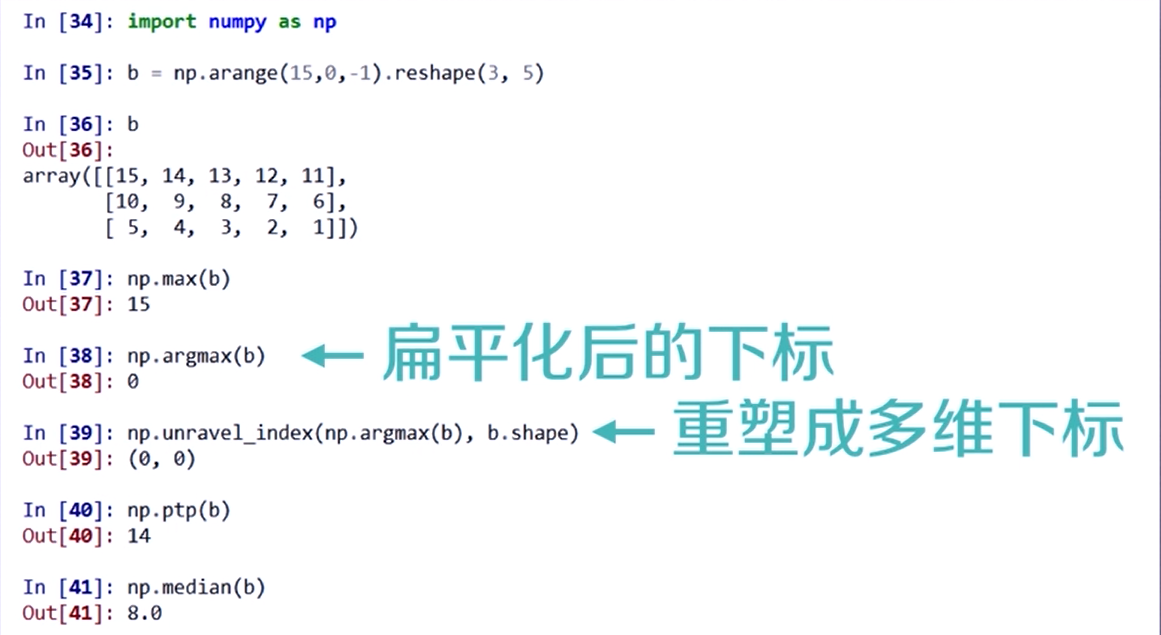 In [34]: import numpy as np
In [35]: b = np.arange(15,0,-1).reshape(3, 5)
In [36]: b
Out[36]:
array([[15, 14, 13, 12, 11],
       [10,  9,  8,  7,  6],
       [ 5,  4,  3,  2,  1]])
In [37]: np.max(b)
Out[37]: 15
In [38]: np.argmax(b) 扁平化后的下标
Out[38]: 0
In [39]: np.unravel_index(np.argmax(b), b.shape) 重塑成多维下标
Out[39]: (0, 0)
In [40]: np.ptp(b)
Out[40]: 14
In [41]: np.median(b)
Out[41]: 8.0